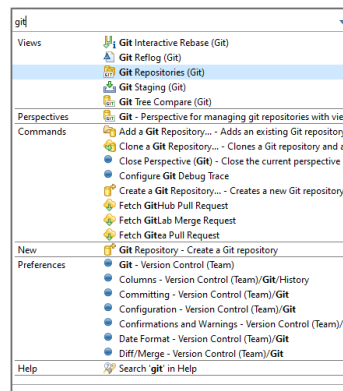 git
Views
Git Interactive Rebase (Git)
Git Reflog (Git)
Git Repositories (Git)
Git Staging (Git)
Git Tree Compare (Git)
Perspectives Git - Perspective for managing git repositories with vie
Commands Add a Git Repository... - Adds an existing Git repository
Clone a Git Repository... - Clones a Git repository and a
Close Perspective (Git) - Close the current perspective
Configure Git Debug Trace
Create a Git Repository... - Creates a new Git repository
Fetch GitHub Pull Request
Fetch GitLab Merge Request
Fetch Gitea Pull Request
New Git Repository - Create a Git repository
Preferences Git - Version Control (Team)
Columns - Version Control (Team)/Git/History
Committing - Version Control (Team)/Git
Configuration - Version Control (Team)/Git
Confirmations and Warnings - Version Control (Team)/
Date Format - Version Control (Team)/Git
Diff/Merge - Version Control (Team)/Git
Help Search 'git' in Help